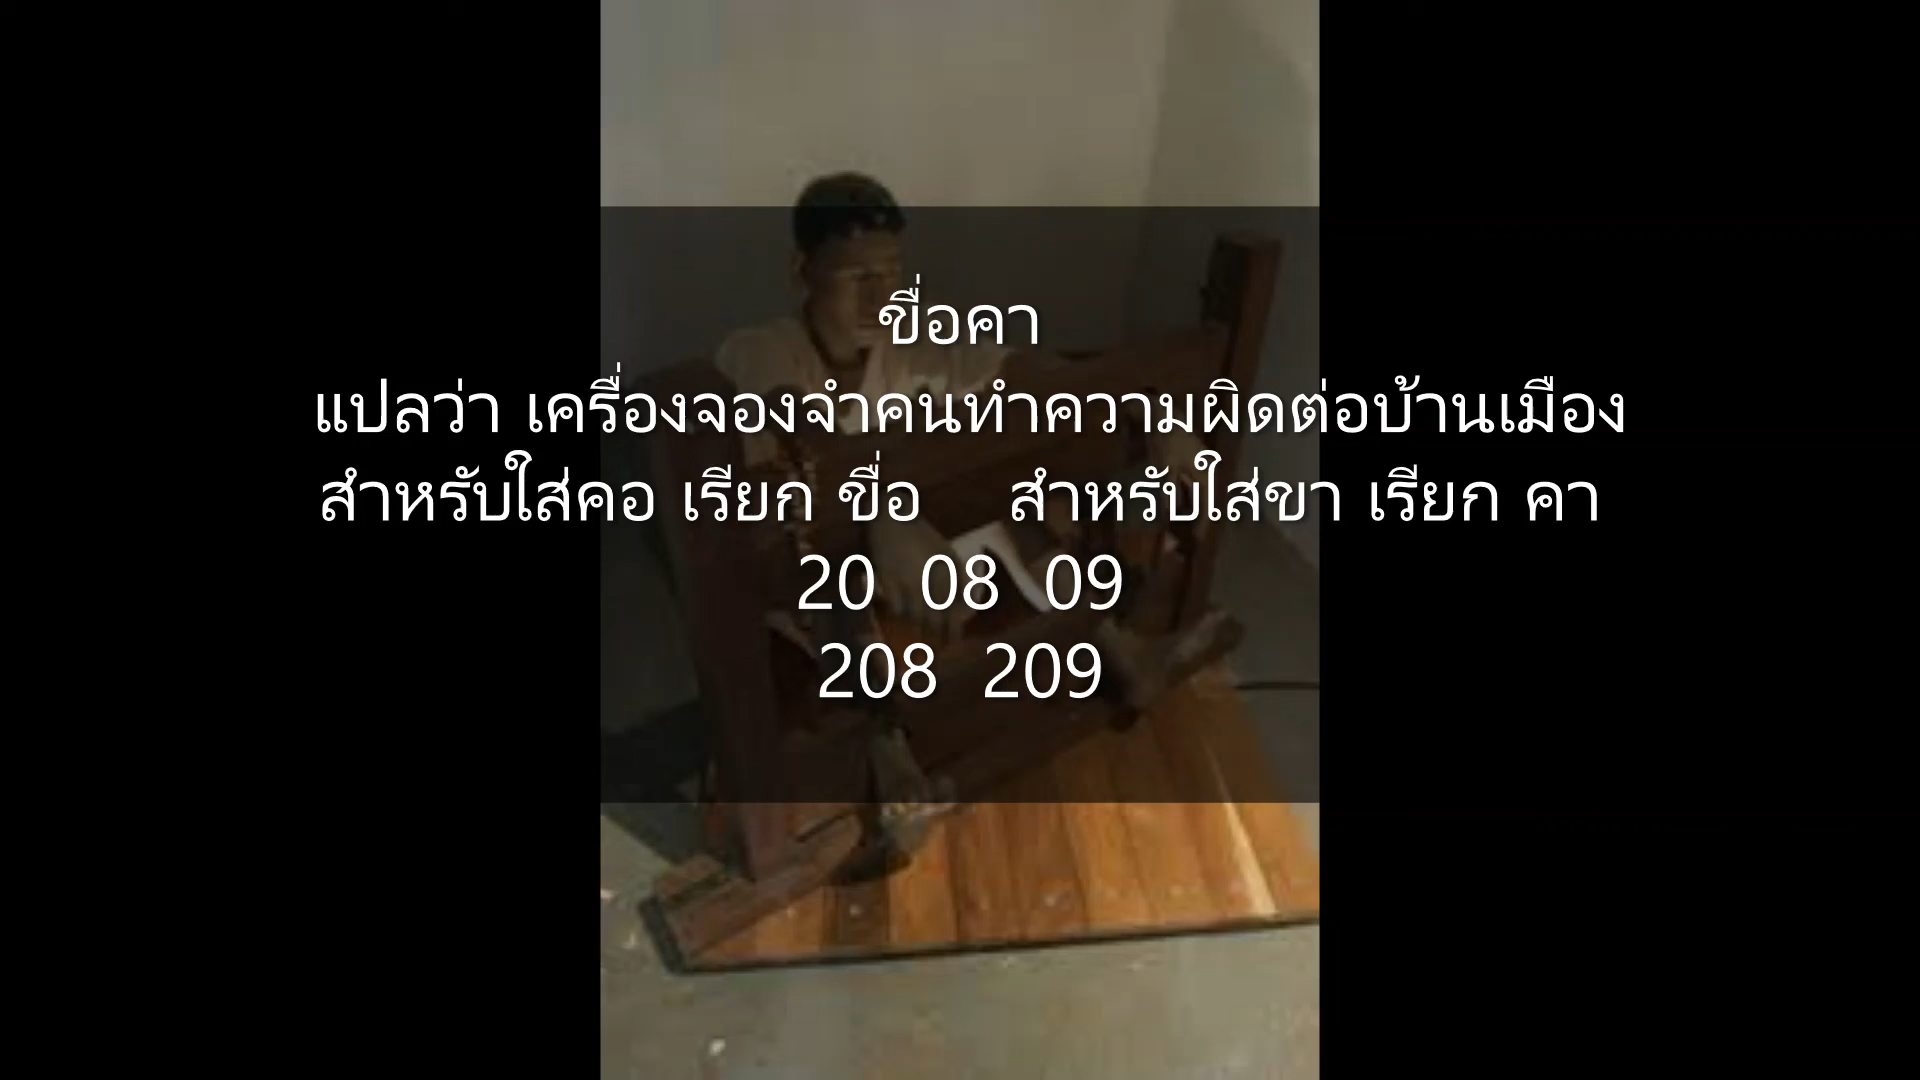 ขื่อคา
แปลว่า เครื่องจองจำคนทำความผิดต่อบ้านเมือง
สำหรับใส่คอ เรียก ขื่อ สำหรับใส่ขา เรียก คา
20 08 09
208 209